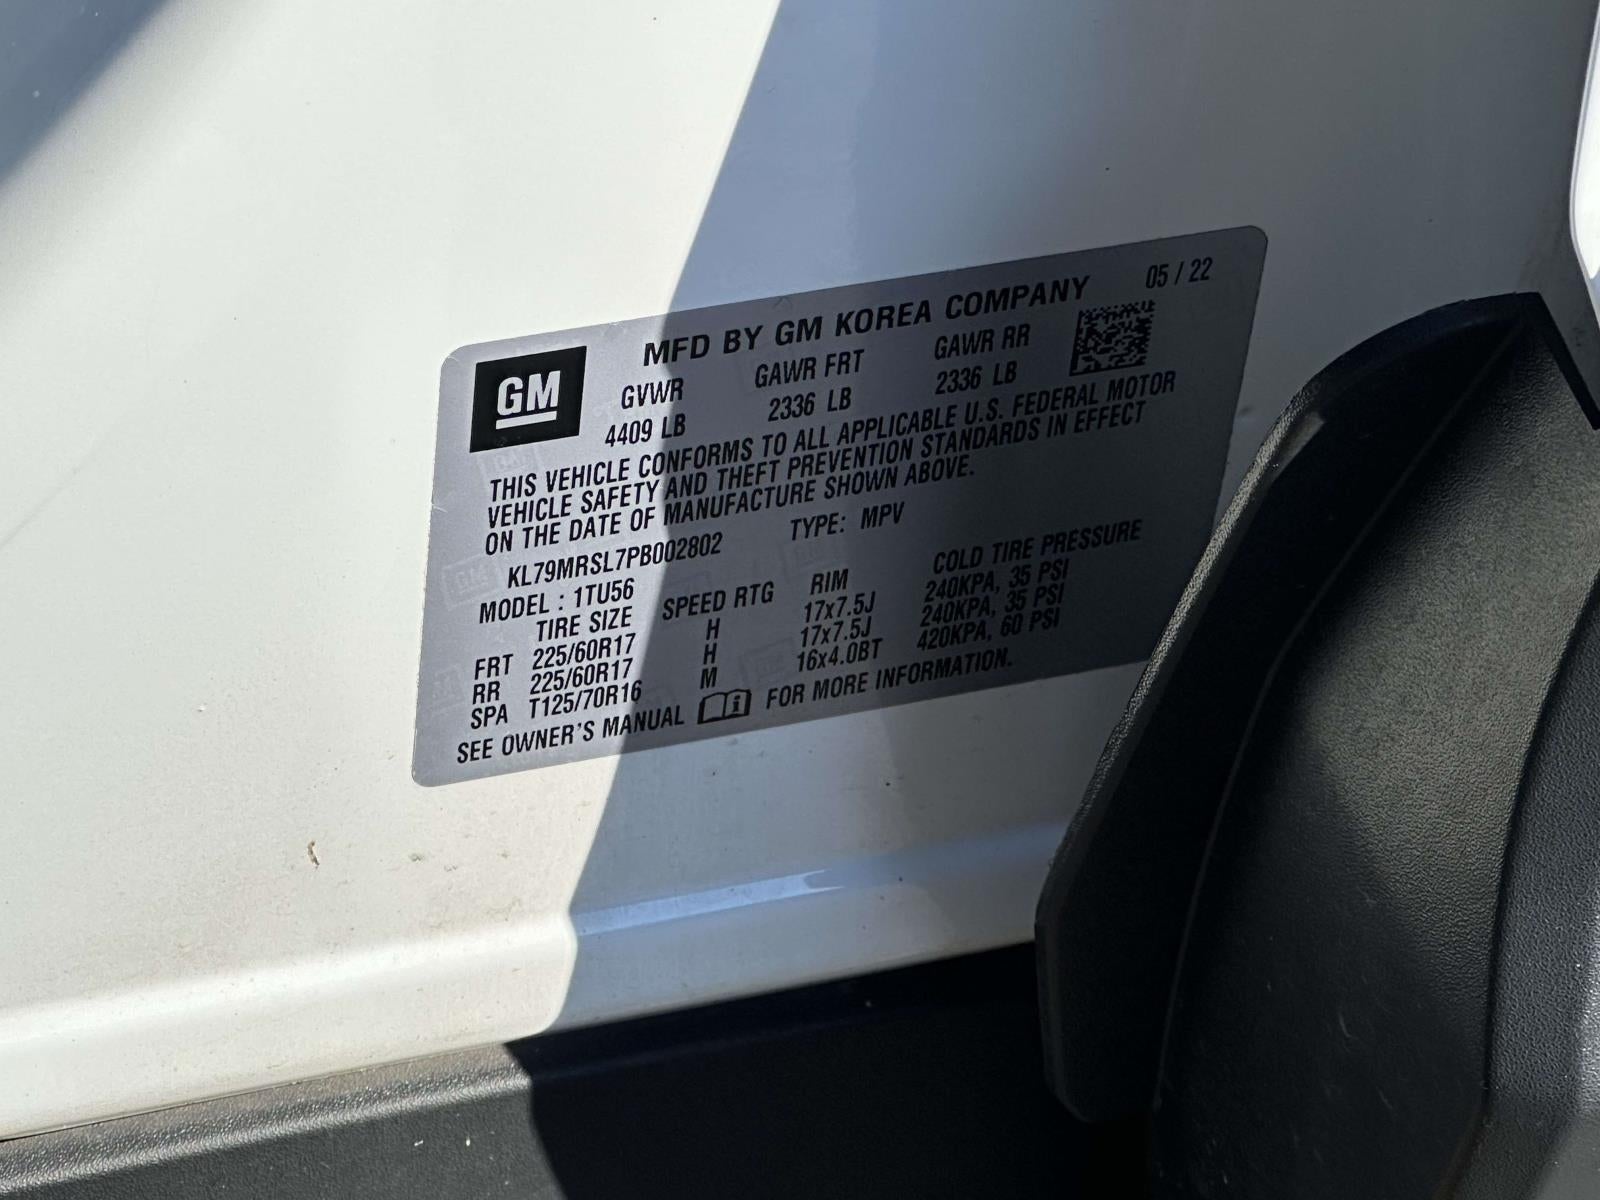 MFD BY GM KOREA COMPANY 05 / 22
GM
GVWR GAWR FRT GAWR RR
4409 LB 2336 LB 2336 LB
THIS VEHICLE CONFORMS TO ALL APPLICABLE U.S. FEDERAL MOTOR
VEHICLE SAFETY AND THEFT PREVENTION STANDARDS IN EFFECT
ON THE DATE OF MANUFACTURE SHOWN ABOVE.
KL79MRSL7PB002802 TYPE: MPV
MODEL : 1TU56
TIRE SIZE SPEED RTG RIM COLD TIRE PRESSURE
FRT 225/60R17 H 17x7.5J 240KPA, 35 PSI
RR 225/60R17 H 17x7.5J 240KPA, 35 PSI
SPA T125/70R16 M 16x4.0BT 420KPA, 60 PSI
SEE OWNER'S MANUAL FOR MORE INFORMATION.